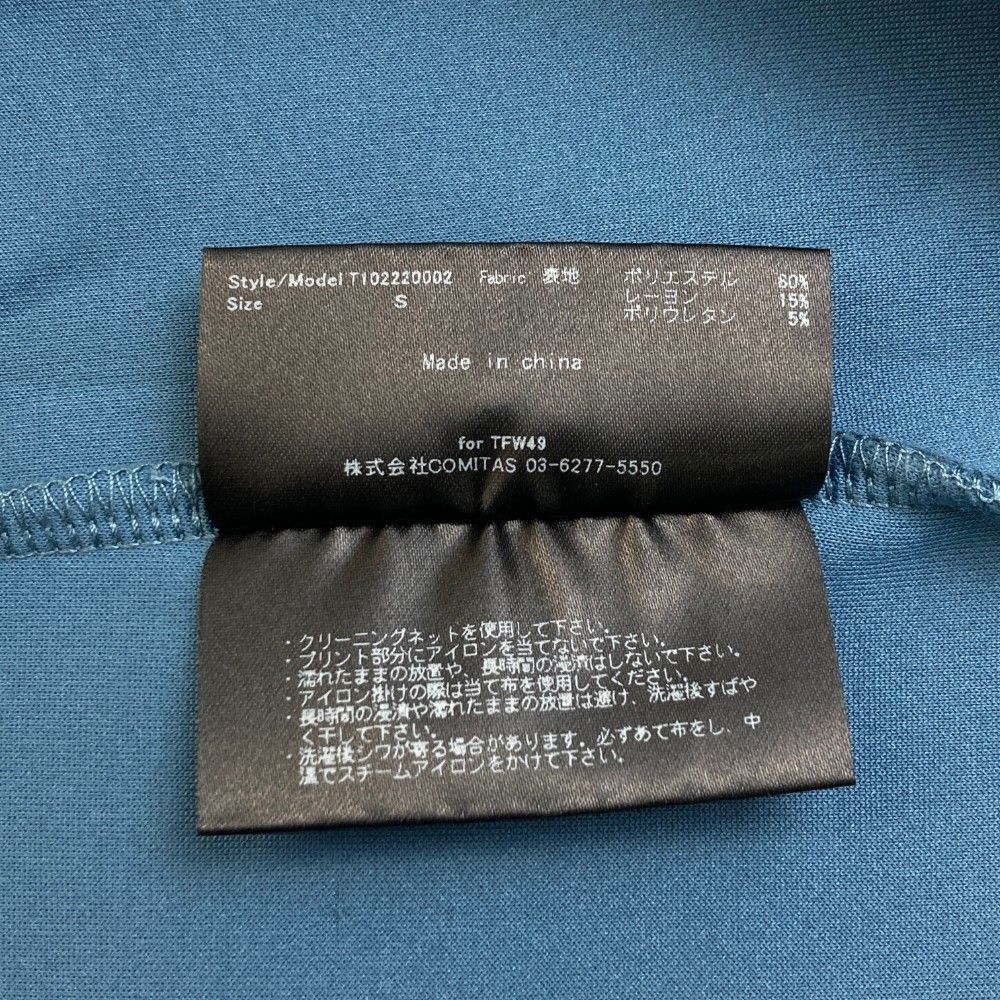 Style/Model T102220002 Fabric 表地 ポリエステル 80%
Size S レーヨン 15%
ポリウレタン 5%
Made in china
for TFW49
株式会社COMITAS 03-6277-5550
・クリーニングネットを使用して下さい。
・プリント部分にアイロンを当てないで下さい。
・濡れたままの放置や、長時間の浸漬はしないで下さい。
・アイロン掛けの際は当て布を使用してください。
・長時間の浸漬や濡れたままの放置は避け、洗濯後すばや
く干して下さい。
・洗濯後シワが寄る場合があります。必ずあて布をし、中
温でスチームアイロンをかけて下さい。